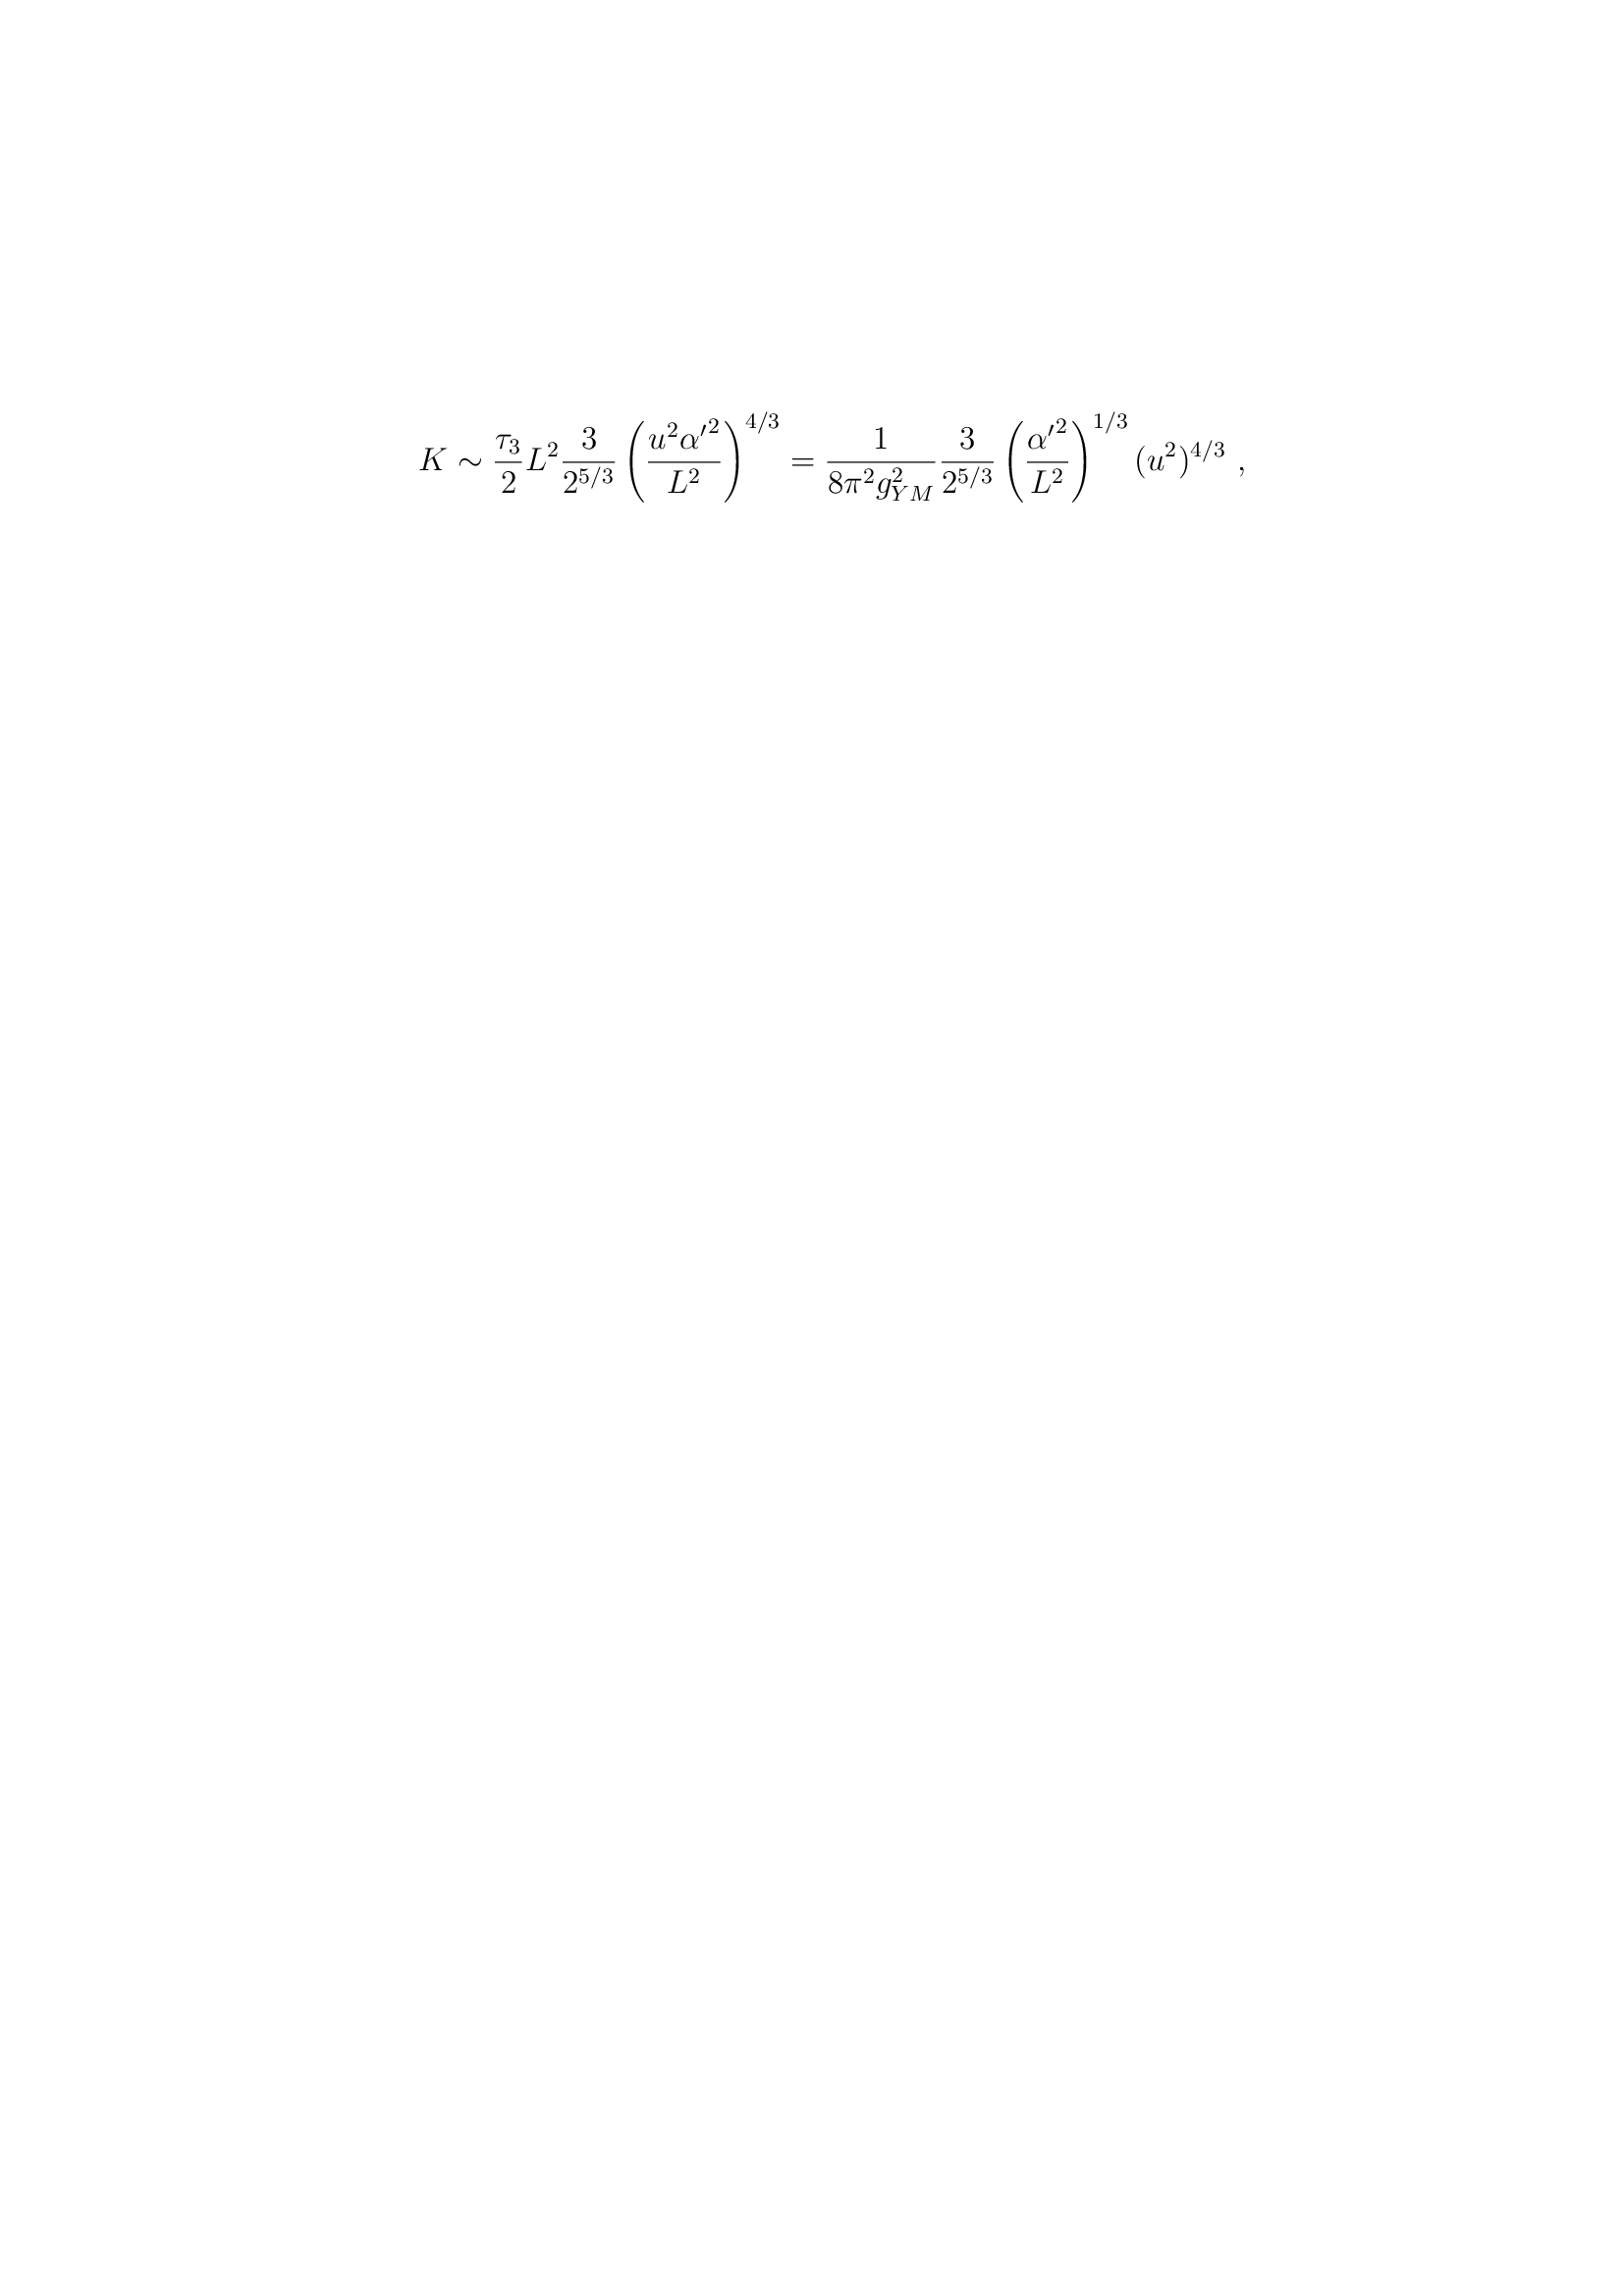 $K \sim \frac{\tau_3}{2} L^2 \frac{3}{2^{5/3}} \left( \frac{u^2 {\alpha'}^2}{L^2} \right)^{4/3} = \frac{1}{8\pi^2 g_{YM}^2} \frac{3}{2^{5/3}} \left( \frac{{\alpha'}^2}{L^2} \right)^{1/3} (u^2)^{4/3} \ ,$